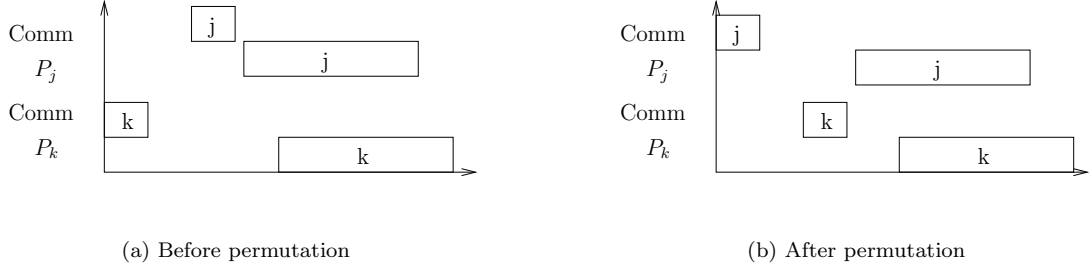 j
Comm
j
P_j
Comm
k
P_k
k
(a) Before permutation
j
Comm
j
P_j
Comm
k
P_k
k
(b) After permutation